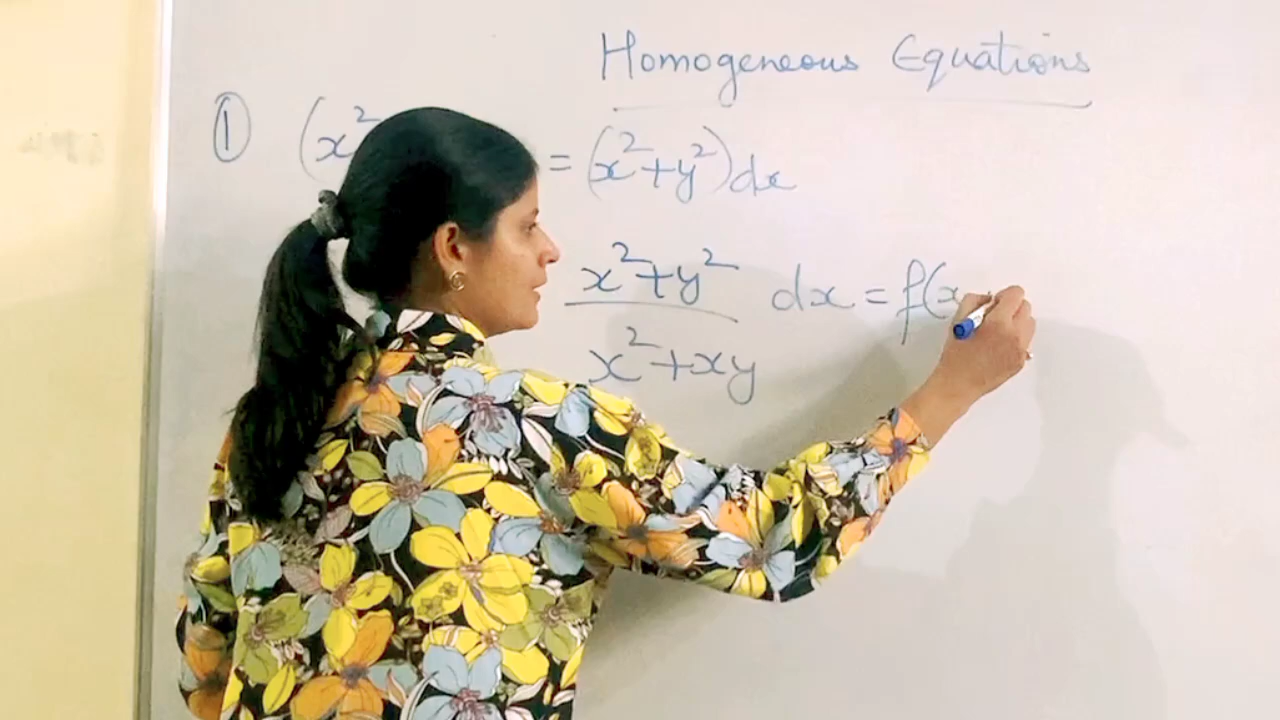 Homogeneous Equations
① (x² = (x²+y²)dx
x²+y² dx = f(x
x²+xy